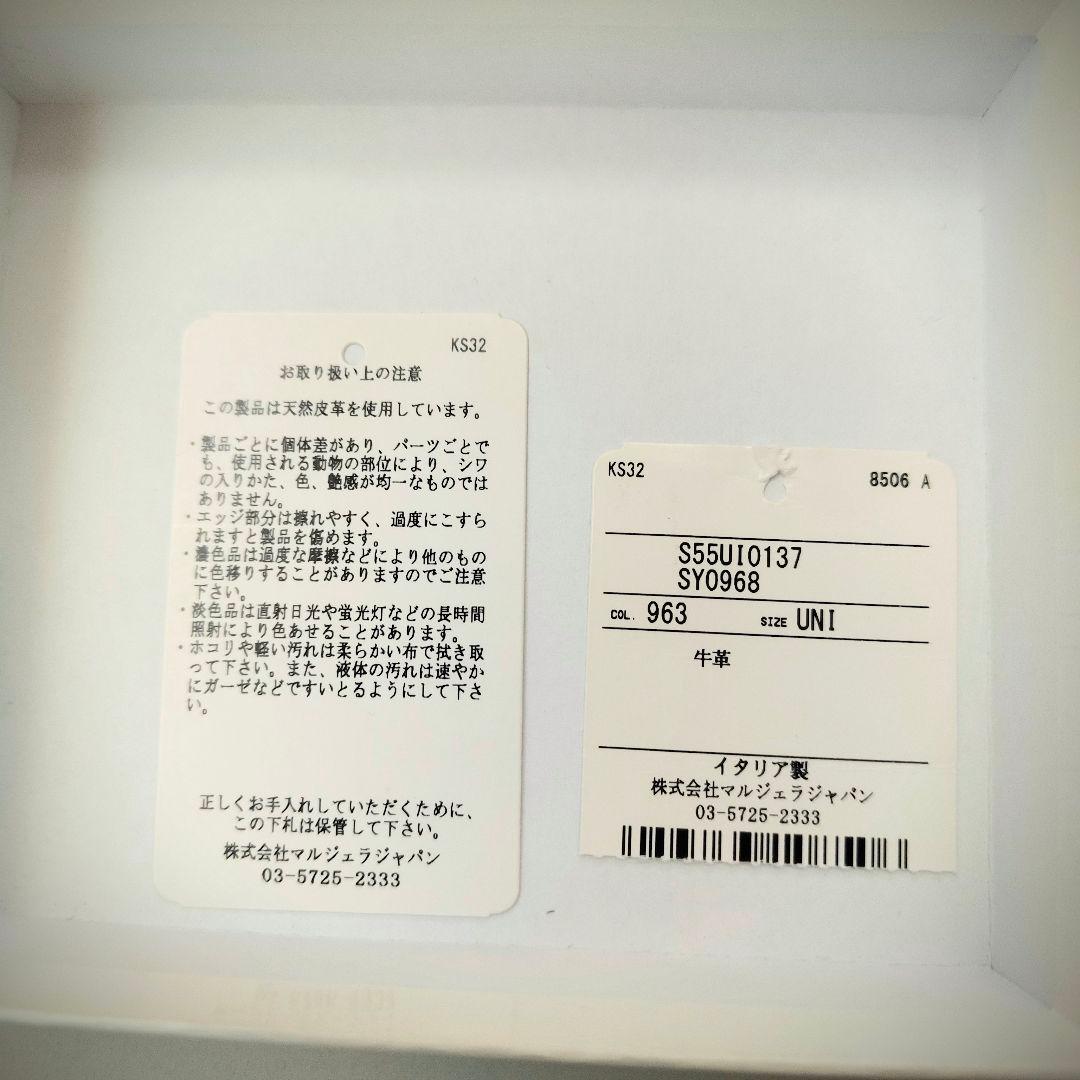 KS32
お取り扱い上の注意
この製品は天然皮革を使用しています。
・製品ごとに個体差があり、パーツごとで
も、使用される動物の部位により、シワ
の入りかた、色、艶感が均一なものでは
ありません。
・エッジ部分は擦れやすく、過度にこすら
れますと製品を傷めます。
・濃色品は過度な摩擦などにより他のもの
に色移りすることがありますのでご注意
下さい。
・淡色品は直射日光や蛍光灯などの長時間
照射により色あせることがあります。
・ホコリや軽い汚れは柔らかい布で拭き取
って下さい。また、液体の汚れは速やか
にガーゼなどですいとるようにして下さ
い。
正しくお手入れしていただくために、
この下札は保管して下さい。
株式会社マルジェラジャパン
03-5725-2333
KS32
8506 A
S55UI0137
SY0968
COL. 963 SIZE UNI
牛革
イタリア製
株式会社マルジェラジャパン
03-5725-2333